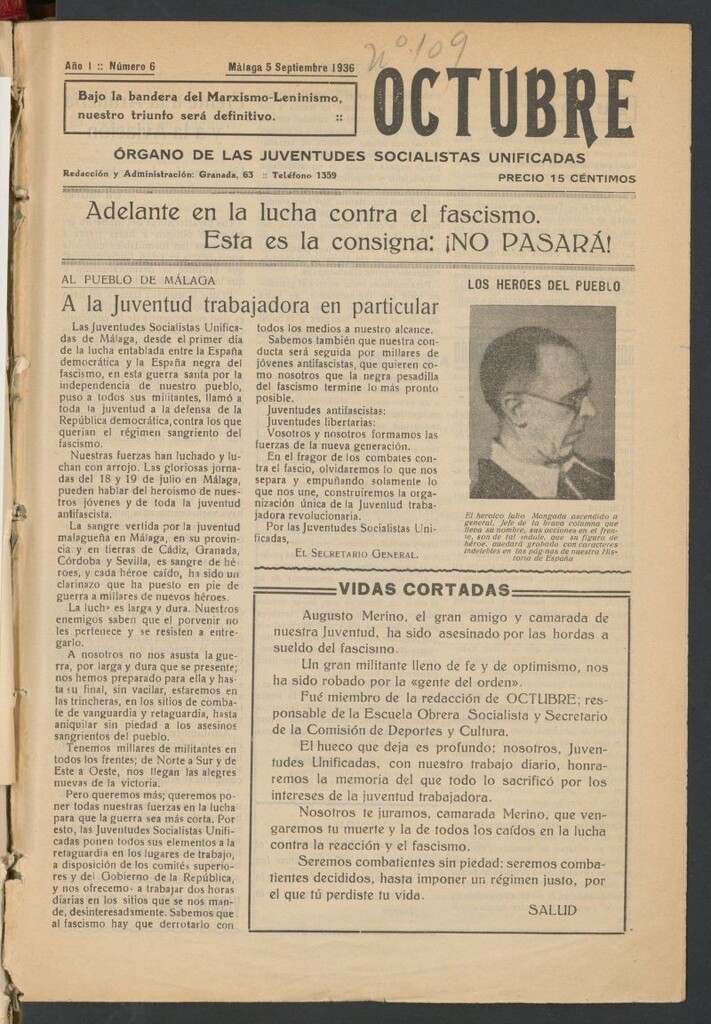 Año I :: Número 6
Málaga 5 Septiembre 1936
Nº 109
Bajo la bandera del Marxismo-Leninismo,
nuestro triunfo será definitivo. ::
OCTUBRE
ÓRGANO DE LAS JUVENTUDES SOCIALISTAS UNIFICADAS
Redacción y Administración: Granada, 63 :: Teléfono 1359
PRECIO 15 CÉNTIMOS
Adelante en la lucha contra el fascismo.
Esta es la consigna: ¡NO PASARÁ!
AL PUEBLO DE MÁLAGA
A la Juventud trabajadora en particular
Las Juventudes Socialistas Unifica-
das de Málaga, desde el primer día
de la lucha entablada entre la España
democrática y la España negra del
fascismo, en esta guerra santa por la
independencia de nuestro pueblo,
puso a todos sus militantes, llamó a
toda la juventud a la defensa de la
República democrática, contra los que
querían el régimen sangriento del
fascismo.
Nuestras fuerzas han luchado y lu-
chan con arrojo. Las gloriosas jorna-
das del 18 y 19 de julio en Málaga,
pueden hablar del heroismo de nues-
tros jóvenes y de toda la juventud
antifascista.
La sangre vertida por la juventud
malagueña en Málaga, en su provin-
cia y en tierras de Cádiz, Granada,
Córdoba y Sevilla, es sangre de hé-
roes, y cada héroe caído, ha sido un
clarinazo que ha puesto en pie de
guerra a millares de nuevos héroes.
La lucha es larga y dura. Nuestros
enemigos saben que el porvenir no
les pertenece y se resisten a entre-
garlo.
A nosotros no nos asusta la gue-
rra, por larga y dura que se presente;
nos hemos preparado para ella y has-
ta su final, sin vacilar, estaremos en
las trincheras, en los sitios de comba-
te de vanguardia y retaguardia, hasta
aniquilar sin piedad a los asesinos
sangrientos del pueblo.
Tenemos millares de militantes en
todos los frentes; de Norte a Sur y de
Este a Oeste, nos llegan las alegres
nuevas de la victoria.
Pero queremos más; queremos po-
ner todas nuestras fuerzas en la lucha
para que la guerra sea más corta. Por
esto, las Juventudes Socialistas Unifi-
cadas ponen todos sus elementos a la
retaguardia en los lugares de trabajo,
a disposición de los comités superio-
res y del Gobierno de la República,
y nos ofrecemos a trabajar dos horas
diarias en los sitios que se nos man-
de, desinteresadamente. Sabemos que
al fascismo hay que derrotarlo con
todos los medios a nuestro alcance.
Sabemos también que nuestra con-
ducta será seguida por millares de
jóvenes antifascistas, que quieren co-
mo nosotros que la negra pesadilla
del fascismo termine lo más pronto
posible.
Juventudes antifascistas:
Juventudes libertarias:
Vosotros y nosotros formamos las
fuerzas de la nueva generación.
En el fragor de los combates con-
tra el fascio, olvidaremos lo que nos
separa y empuñando solamente lo
que nos une, construiremos la orga-
nización única de la Juventud traba-
jadora revolucionaria.
Por las Juventudes Socialistas Uni-
ficadas,
EL SECRETARIO GENERAL.
LOS HEROES DEL PUEBLO
El heroico Julio Mangada ascendido a
general, Jefe de la brava columna que
lleva su nombre, sus acciones en el fren-
te, son de tal índole, que su figura de
héroe, quedará grabado con caracteres
indelebles en las páginas de nuestra His-
toria de España
VIDAS CORTADAS
Augusto Merino, el gran amigo y camarada de
nuestra Juventud, ha sido asesinado por las hordas a
sueldo del fascismo.
Un gran militante lleno de fe y de optimismo, nos
ha sido robado por la «gente del orden».
Fué miembro de la redacción de OCTUBRE; res-
ponsable de la Escuela Obrera Socialista y Secretario
de la Comisión de Deportes y Cultura.
El hueco que deja es profundo; nosotros, Juven-
tudes Unificadas, con nuestro trabajo diario, honra-
remos la memoria del que todo lo sacrificó por los
intereses de la juventud trabajadora.
Nosotros te juramos, camarada Merino, que ven-
garemos tu muerte y la de todos los caídos en la lucha
contra la reacción y el fascismo.
Seremos combatientes sin piedad; seremos comba-
tientes decididos, hasta imponer un régimen justo, por
el que tú perdiste tu vida.
SALUD